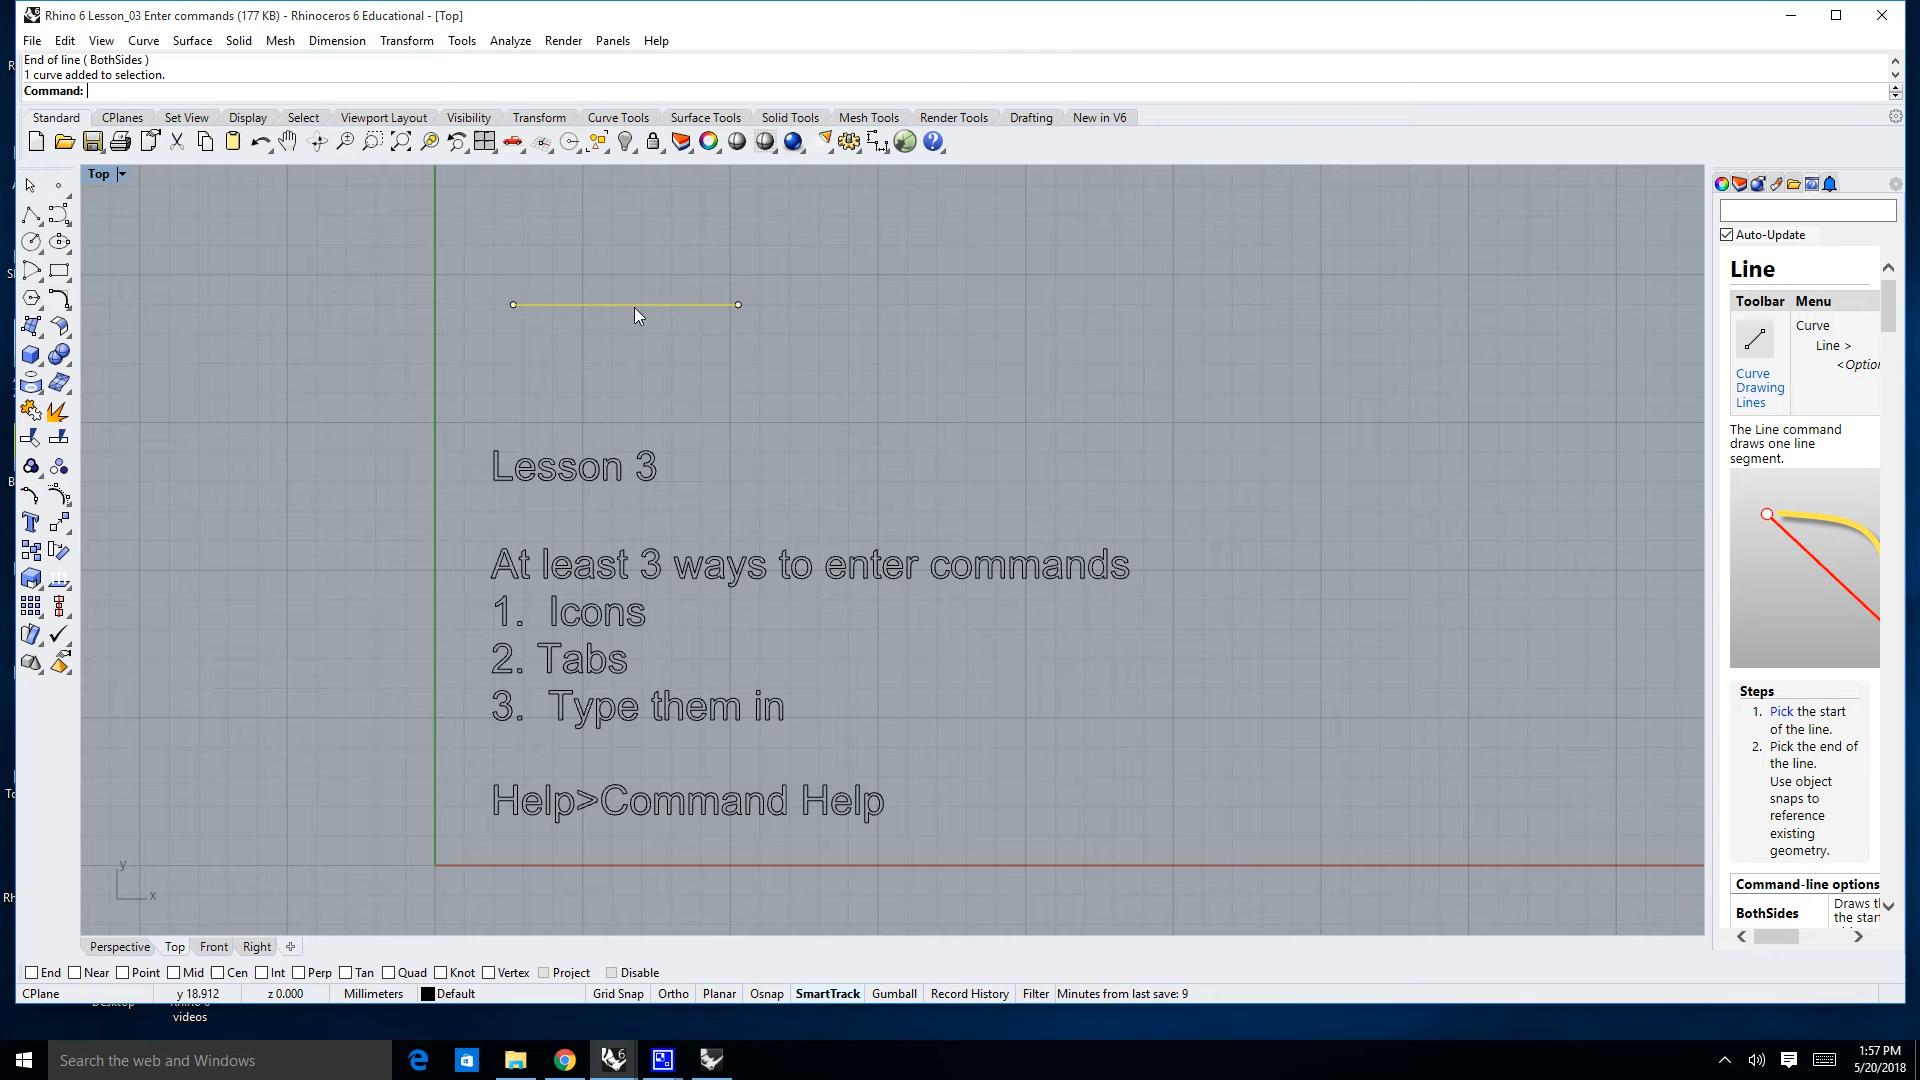 Rhino 6 Lesson_03 Enter commands (177 KB) - Rhinoceros 6 Educational - [Top]
File Edit View Curve Surface Solid Mesh Dimension Transform Tools Analyze Render Panels Help
End of line ( BothSides )
1 curve added to selection.
Command:
Standard CPlanes Set View Display Select Viewport Layout Visibility Transform Curve Tools Surface Tools Solid Tools Mesh Tools Render Tools Drafting New in V6
Top
Auto-Update
Line
Toolbar Menu
Curve
Line >
<Option
Curve
Drawing
Lines
The Line command
draws one line
segment.
Lesson 3
At least 3 ways to enter commands
1. Icons
2. Tabs
3. Type them in
Help>Command Help
Steps
1. Pick the start
of the line.
2. Pick the end of
the line.
Use object
snaps to
reference
existing
geometry.
Command-line options
BothSides
the star
y
x
Perspective Top Front Right
End Near Point Mid Cen Int Perp Tan Quad Knot Vertex Project Disable
CPlane y 18.912 z 0.000 Millimeters Default Grid Snap Ortho Planar Osnap SmartTrack Gumball Record History Filter Minutes from last save: 9
videos
Search the web and Windows
1:57 PM
5/20/2018